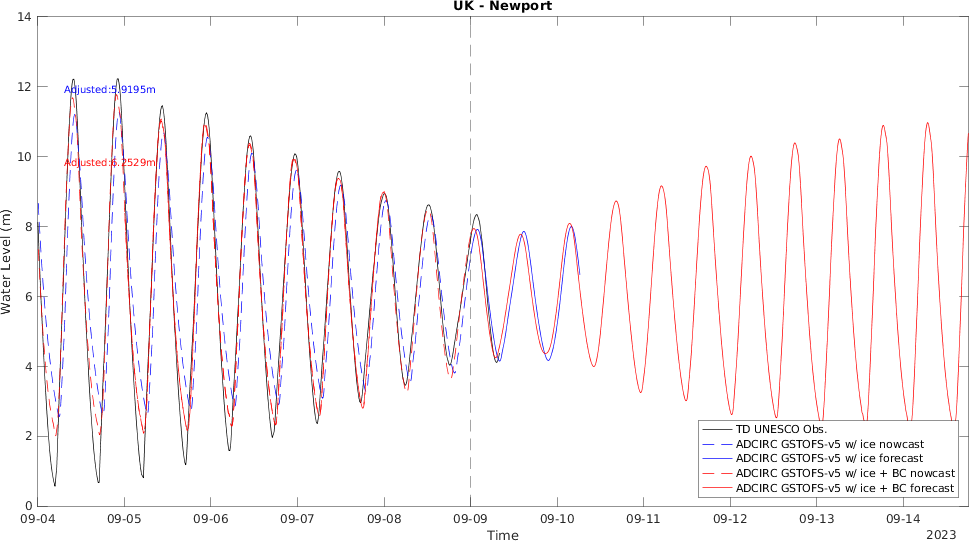 UK - Newport
14
12
10
8
6
4
2
0
Water Level (m)
Adjusted:5.9195m
Adjusted:6.2529m
TD UNESCO Obs.
ADCIRC GSTOFS-v5 w/ ice nowcast
ADCIRC GSTOFS-v5 w/ ice forecast
ADCIRC GSTOFS-v5 w/ ice + BC nowcast
ADCIRC GSTOFS-v5 w/ ice + BC forecast
09-04 09-05 09-06 09-07 09-08 09-09 09-10 09-11 09-12 09-13 09-14
Time
2023